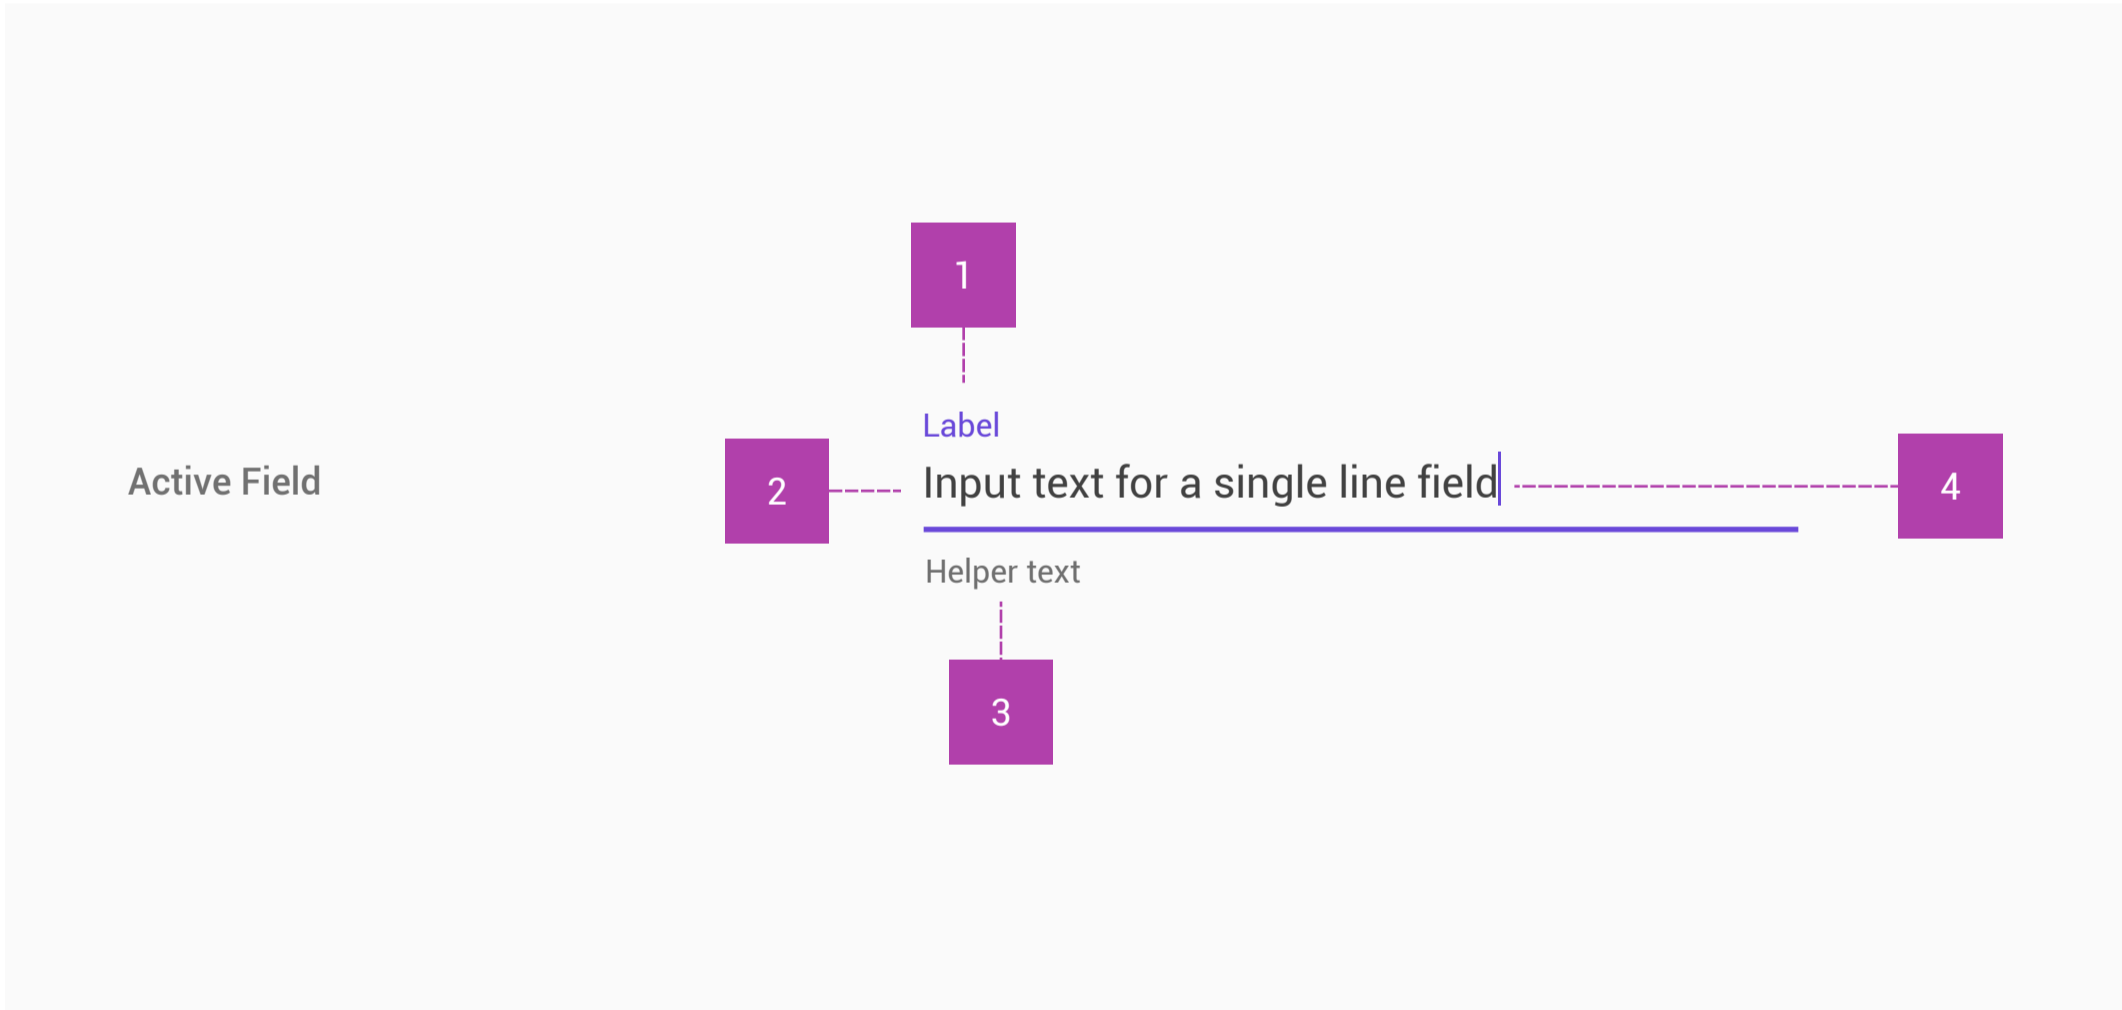 1
Label
Active Field
2
Input text for a single line field
4
Helper text
3